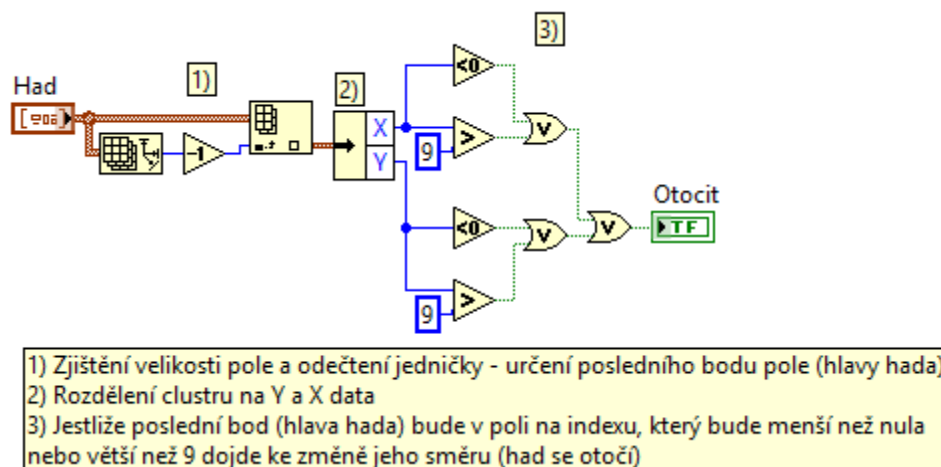 3)
1)
2)
Had
<0
X
>
V
-1
Y
9
Otocit
<0
V
V
TF
>
9
1) Zjištění velikosti pole a odečtení jedničky - určení posledního bodu pole (hlavy hada)
2) Rozdělení clustru na Y a X data
3) Jestliže poslední bod (hlava hada) bude v poli na indexu, který bude menší než nula
nebo větší než 9 dojde ke změně jeho směru (had se otočí)